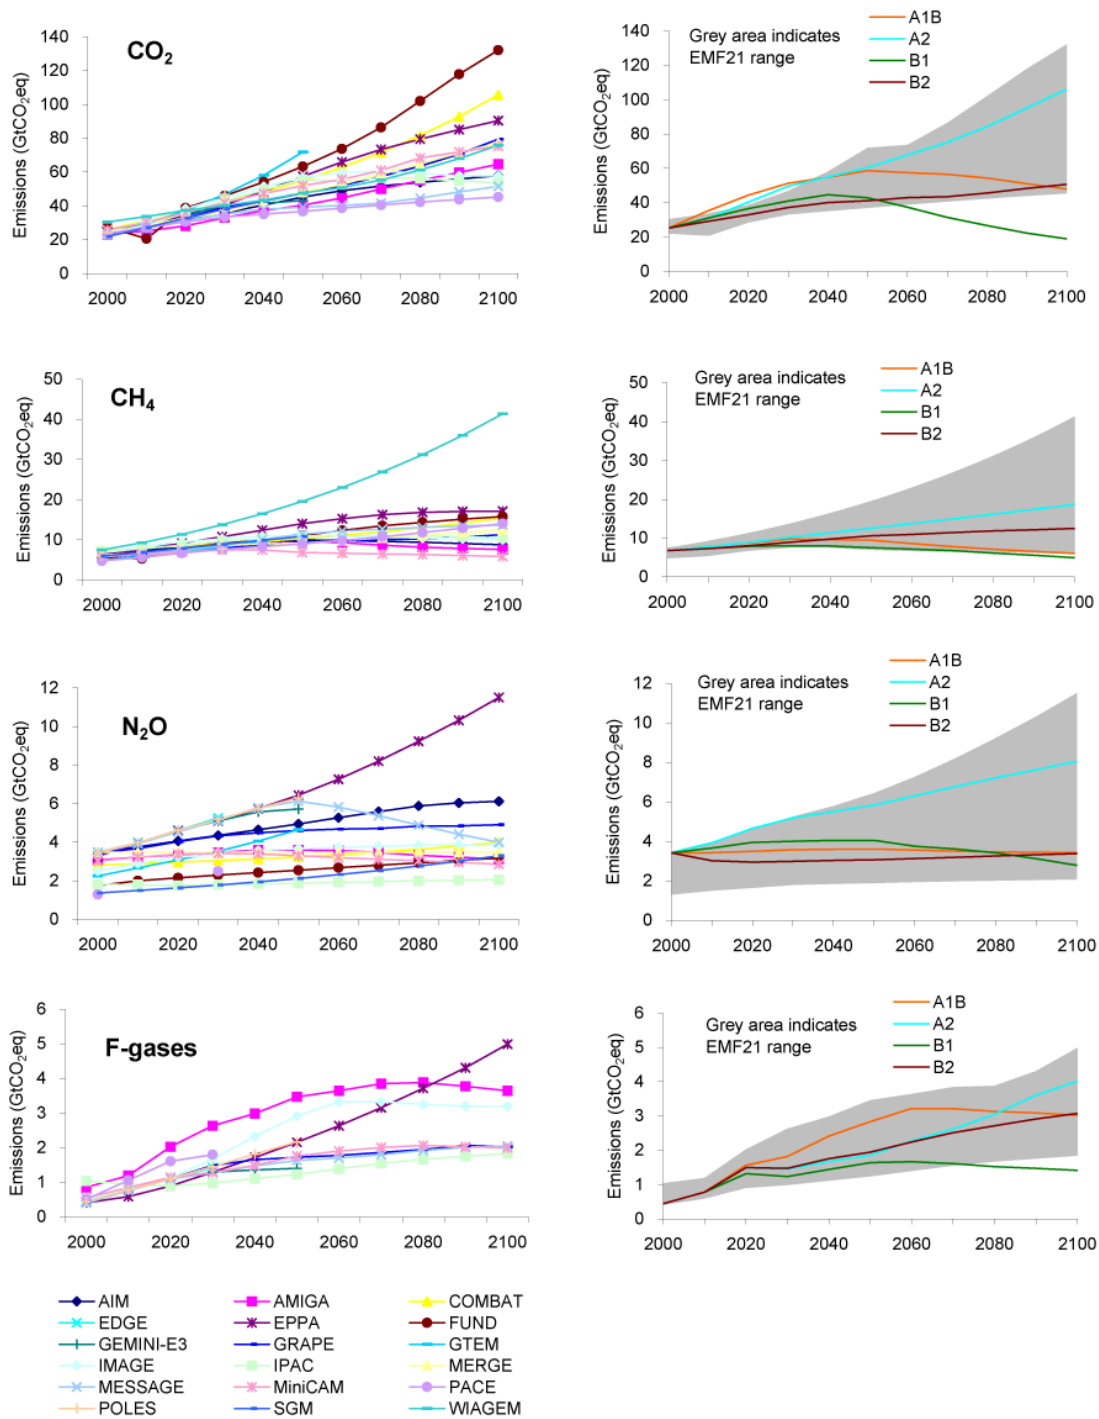 CO₂
Emissions (GtCO₂eq)
140
120
100
80
60
40
20
0
2000 2020 2040 2060 2080 2100
Grey area indicates
EMF21 range
A1B
A2
B1
B2
Emissions (GtCO₂eq)
140
120
100
80
60
40
20
0
2000 2020 2040 2060 2080 2100
CH₄
Emissions (GtCO₂eq)
50
40
30
20
10
0
2000 2020 2040 2060 2080 2100
Grey area indicates
EMF21 range
A1B
A2
B1
B2
Emissions (GtCO₂eq)
50
40
30
20
10
0
2000 2020 2040 2060 2080 2100
N₂O
Emissions (GtCO₂eq)
12
10
8
6
4
2
0
2000 2020 2040 2060 2080 2100
Grey area indicates
EMF21 range
A1B
A2
B1
B2
Emissions (GtCO₂eq)
12
10
8
6
4
2
0
2000 2020 2040 2060 2080 2100
F-gases
Emissions (GtCO₂eq)
6
5
4
3
2
1
0
2000 2020 2040 2060 2080 2100
Grey area indicates
EMF21 range
A1B
A2
B1
B2
Emissions (GtCO₂eq)
6
5
4
3
2
1
0
2000 2020 2040 2060 2080 2100
AIM AMIGA COMBAT
EDGE EPPA FUND
GEMINI-E3 GRAPE GTEM
IMAGE IPAC MERGE
MESSAGE MiniCAM PACE
POLES SGM WIAGEM